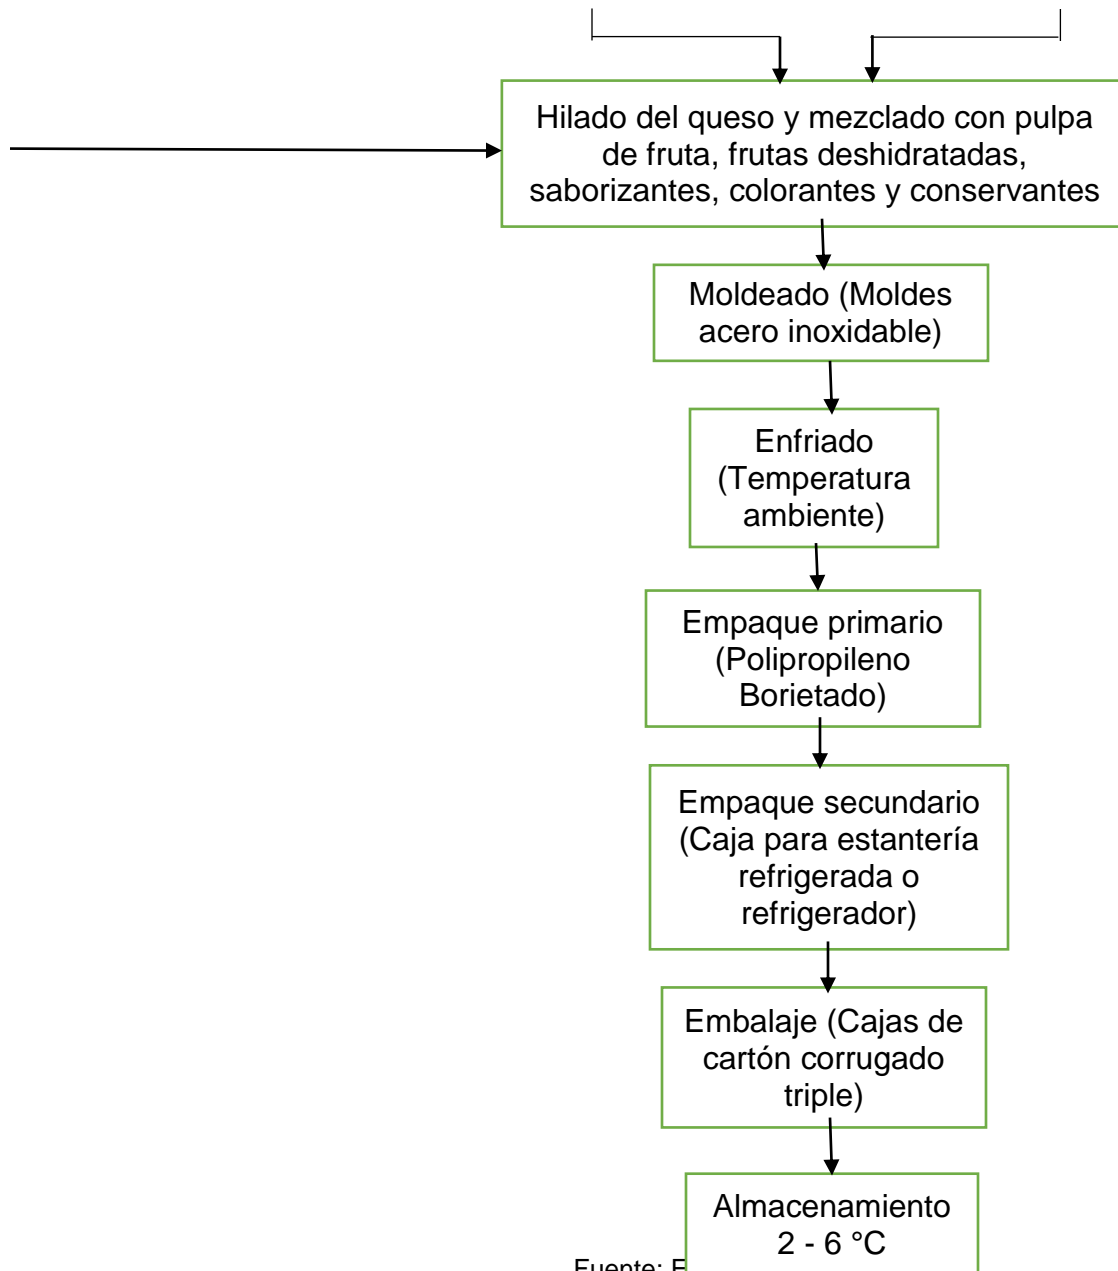 Hilado del queso y mezclado con pulpa
de fruta, frutas deshidratadas,
saborizantes, colorantes y conservantes
Moldeado (Moldes
acero inoxidable)
Enfriado
(Temperatura
ambiente)
Empaque primario
(Polipropileno
Borietado)
Empaque secundario
(Caja para estantería
refrigerada o
refrigerador)
Embalaje (Cajas de
cartón corrugado
triple)
Almacenamiento
2 - 6 °C
Fuente: